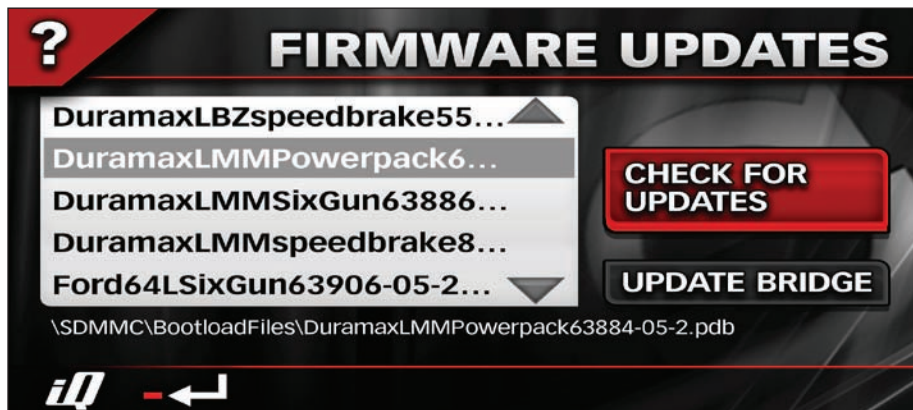 ?
FIRMWARE UPDATES
DuramaxLBZspeedbrake55...
DuramaxLMMPowerpack6...
DuramaxLMMSixGun63886...
DuramaxLMMspeedbrake8...
Ford64LSixGun63906-05-2...
CHECK FOR
UPDATES
UPDATE BRIDGE
\SDMMC\BootloadFiles\DuramaxLMMPowerpack63884-05-2.pdb
iQ